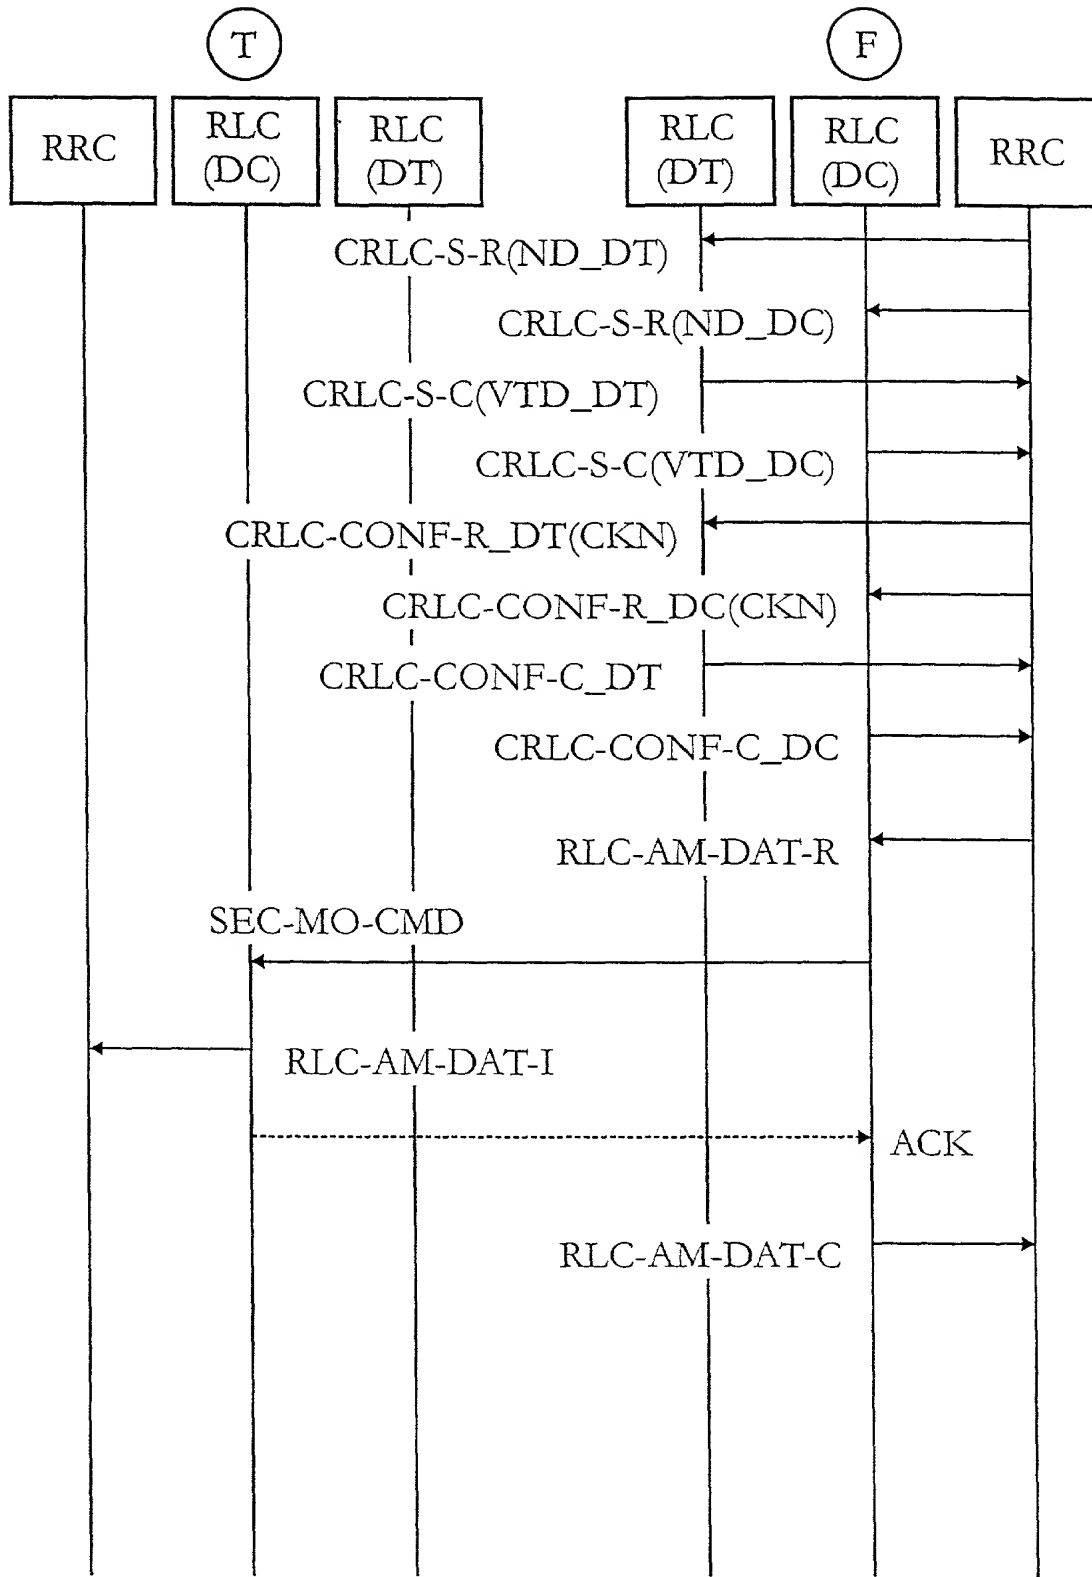 T
F
RRC
RLC
(DC)
RLC
(DT)
RLC
(DT)
RLC
(DC)
RRC
CRLC-S-R(ND_DT)
CRLC-S-R(ND_DC)
CRLC-S-C(VTD_DT)
CRLC-S-C(VTD_DC)
CRLC-CONF-R_DT(CKN)
CRLC-CONF-R_DC(CKN)
CRLC-CONF-C_DT
CRLC-CONF-C_DC
RLC-AM-DAT-R
SEC-MO-CMD
RLC-AM-DAT-I
ACK
RLC-AM-DAT-C